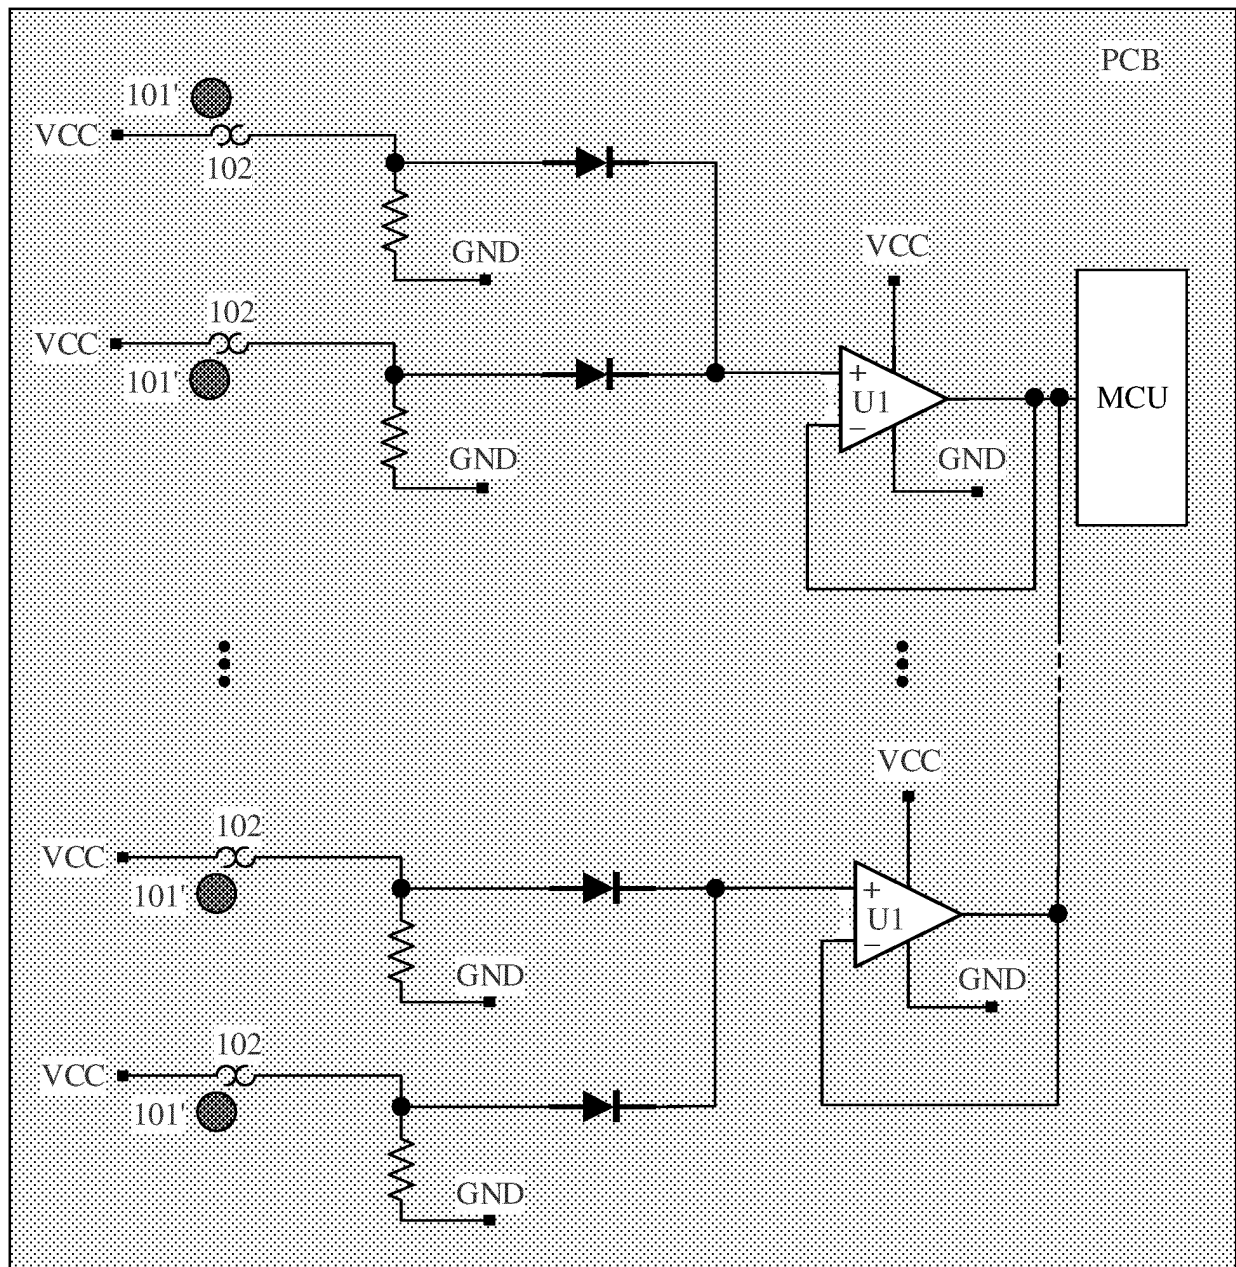 PCB
101'
VCC
102
GND
VCC
102
VCC
101'
+
U1
−
MCU
GND
GND
VCC
102
VCC
101'
+
U1
−
GND
GND
102
VCC
101'
GND